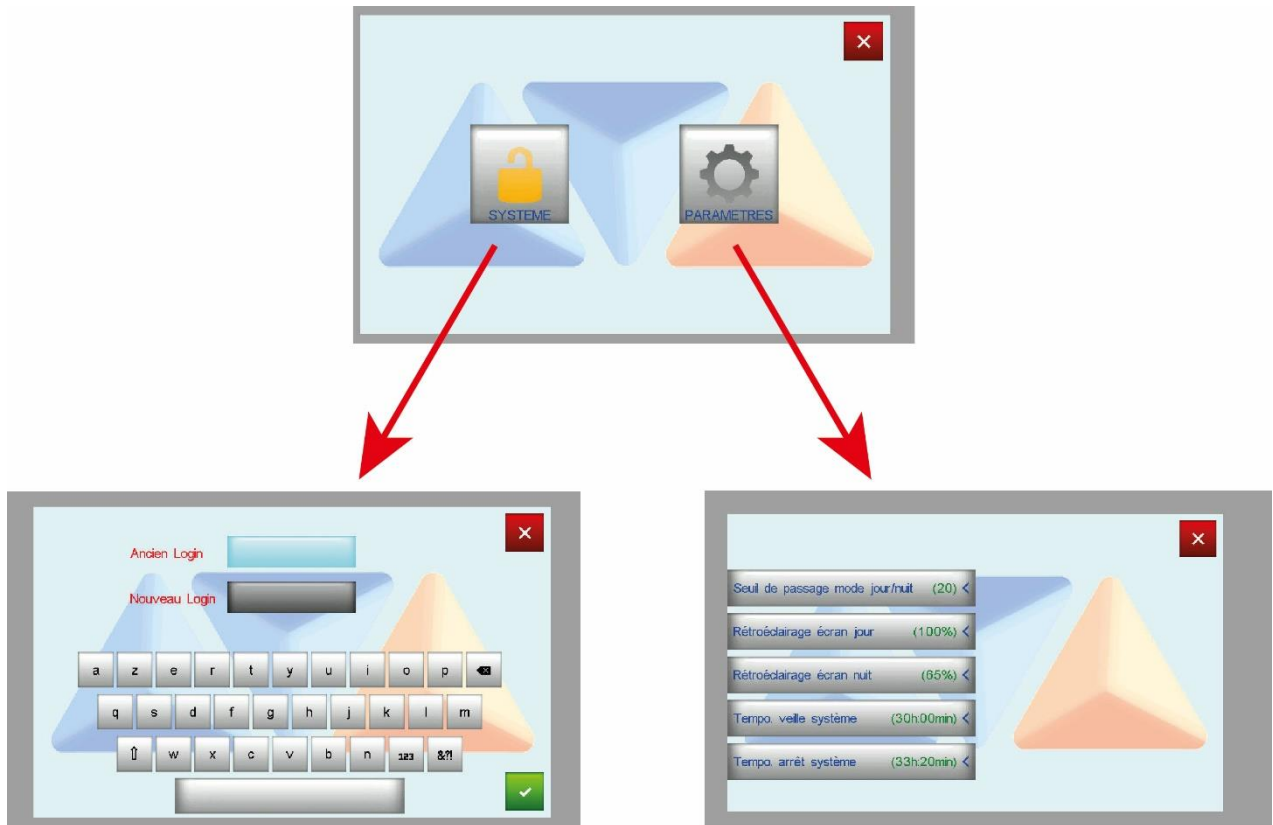 SYSTEME
PARAMETRES
Ancien Login
Nouveau Login
a z e r t y u i o p
q s d f g h j k l m
w x c v b n 123 &?!
Seuil de passage mode jour/nuit (20) <
Rétroéclairage écran jour (100%) <
Rétroéclairage écran nuit (65%) <
Tempo. veille système (30h:00min) <
Tempo. arrêt système (33h:20min) <